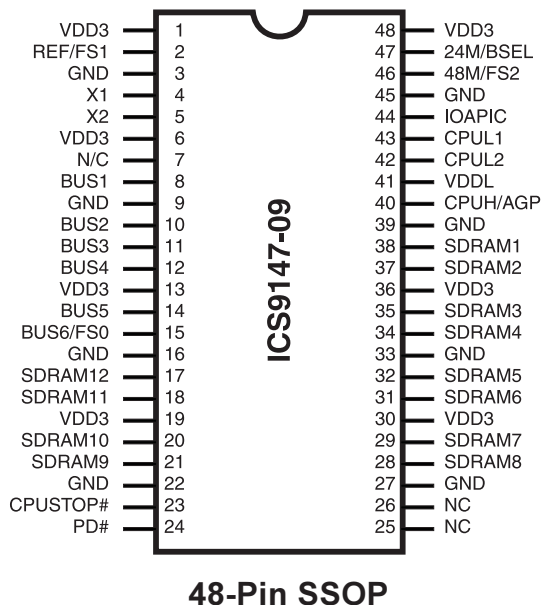 VDD3 1 48 VDD3
REF/FS1 2 47 24M/BSEL
GND 3 46 48M/FS2
X1 4 45 GND
X2 5 44 IOAPIC
VDD3 6 43 CPUL1
N/C 7 42 CPUL2
BUS1 8 41 VDDL
GND 9 40 CPUH/AGP
BUS2 10 39 GND
BUS3 11 38 SDRAM1
BUS4 12 37 SDRAM2
VDD3 13 36 VDD3
BUS5 14 35 SDRAM3
BUS6/FS0 15 34 SDRAM4
GND 16 33 GND
SDRAM12 17 32 SDRAM5
SDRAM11 18 31 SDRAM6
VDD3 19 30 VDD3
SDRAM10 20 29 SDRAM7
SDRAM9 21 28 SDRAM8
GND 22 27 GND
CPUSTOP# 23 26 NC
PD# 24 25 NC
ICS9147-09
48-Pin SSOP